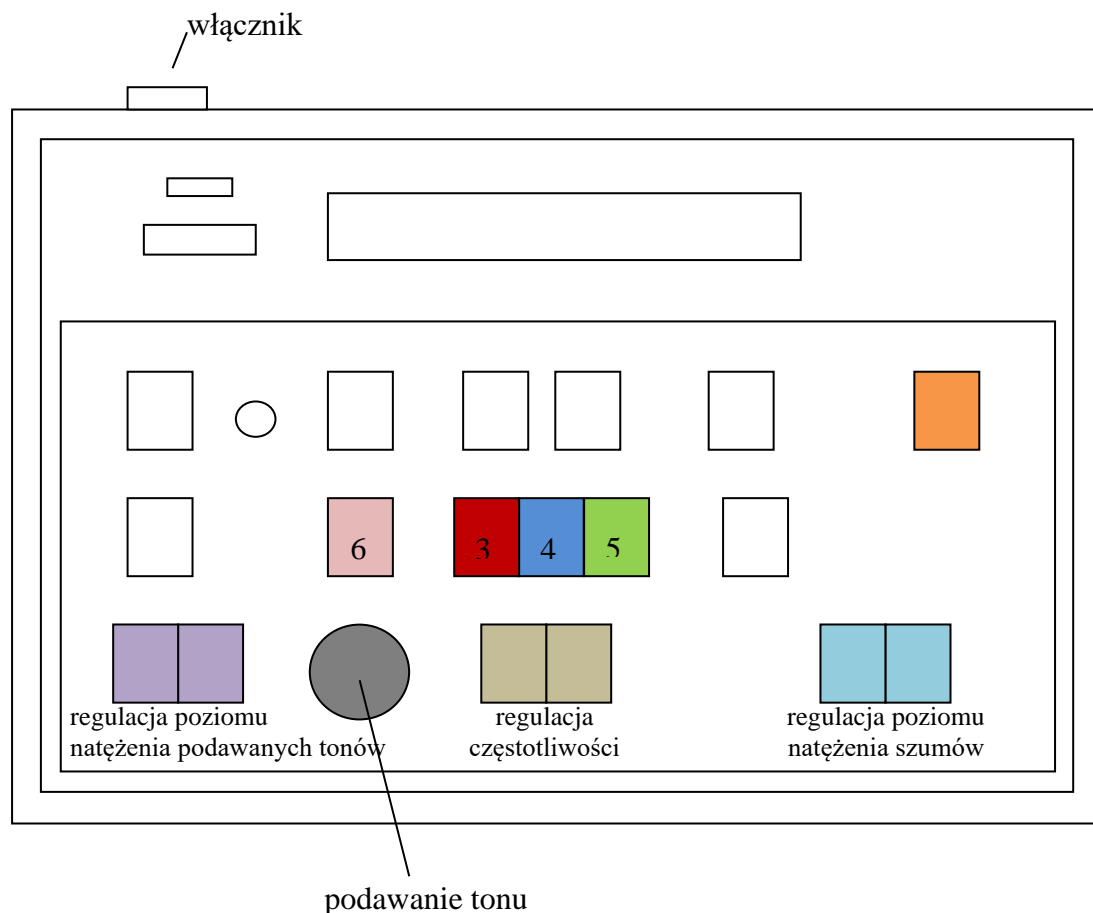 włącznik
6 3 4 5
regulacja poziomu
natężenia podawanych tonów
regulacja
częstotliwości
regulacja poziomu
natężenia szumów
podawanie tonu